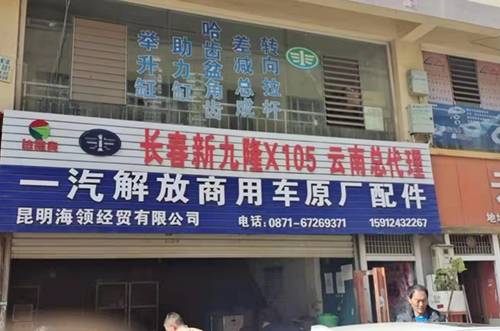 举升缸
助力缸
哈齿盆角齿
差减总成
转向拉杆
长春新九隆X105 云南总代理
一汽解放商用车原厂配件
昆明海领经贸有限公司
电话:0871-67269371
15912432267